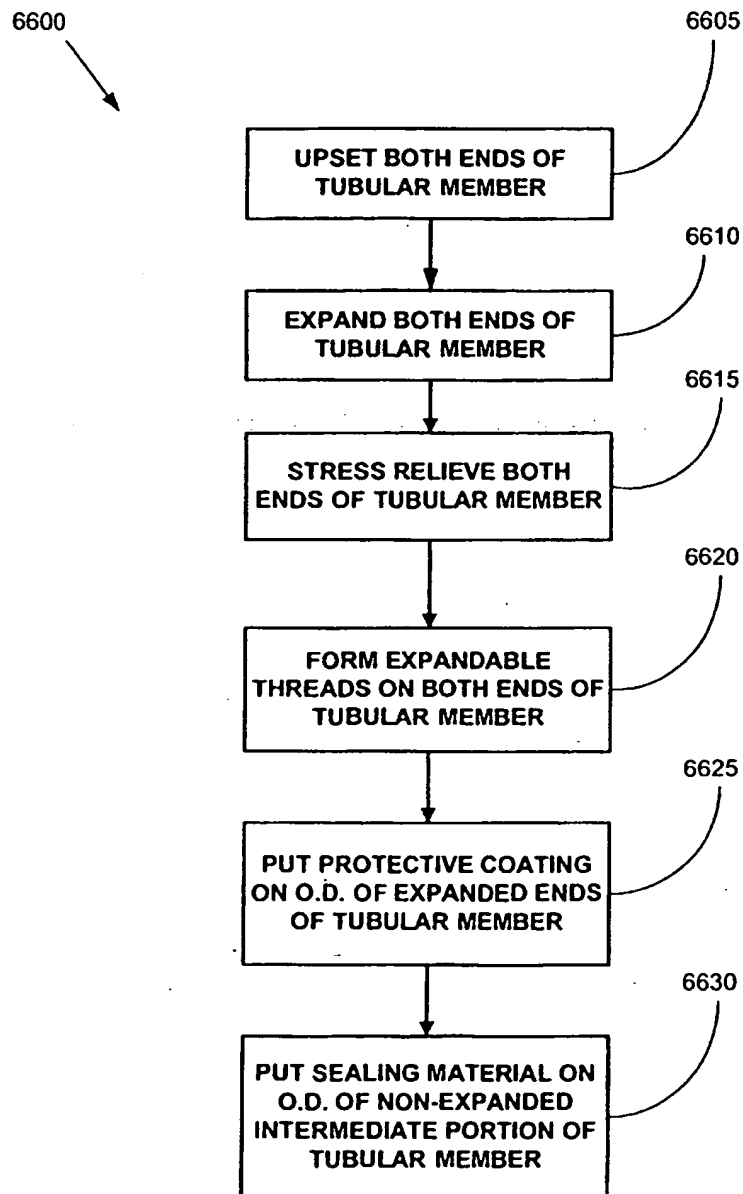 6600
6605
UPSET BOTH ENDS OF
TUBULAR MEMBER
6610
EXPAND BOTH ENDS OF
TUBULAR MEMBER
6615
STRESS RELIEVE BOTH
ENDS OF TUBULAR MEMBER
6620
FORM EXPANDABLE
THREADS ON BOTH ENDS OF
TUBULAR MEMBER
6625
PUT PROTECTIVE COATING
ON O.D. OF EXPANDED ENDS
OF TUBULAR MEMBER
6630
PUT SEALING MATERIAL ON
O.D. OF NON-EXPANDED
INTERMEDIATE PORTION OF
TUBULAR MEMBER